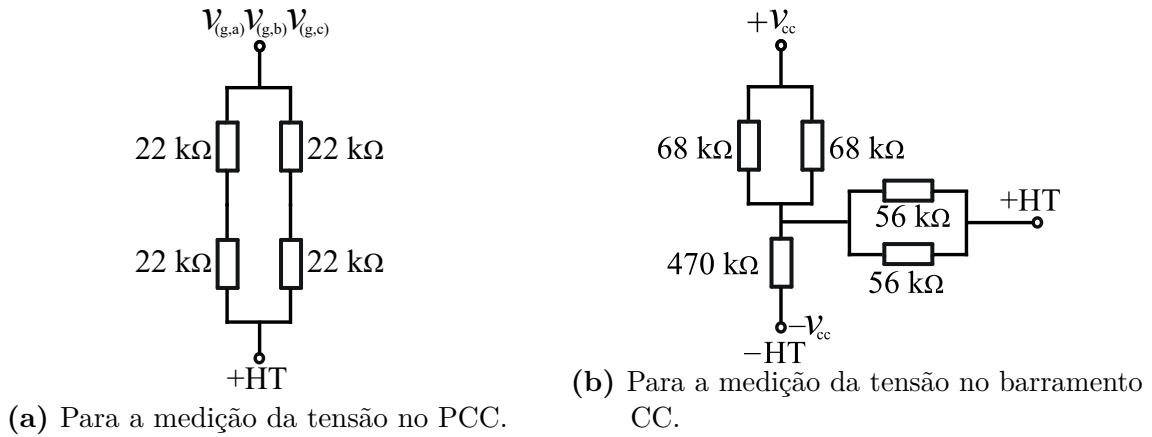 V(g,a)V(g,b)V(g,c)
22 kΩ 22 kΩ
22 kΩ 22 kΩ
+HT
(a) Para a medição da tensão no PCC.
+Vcc
68 kΩ 68 kΩ
+HT
56 kΩ
470 kΩ
56 kΩ
−Vcc
−HT
(b) Para a medição da tensão no barramento
CC.